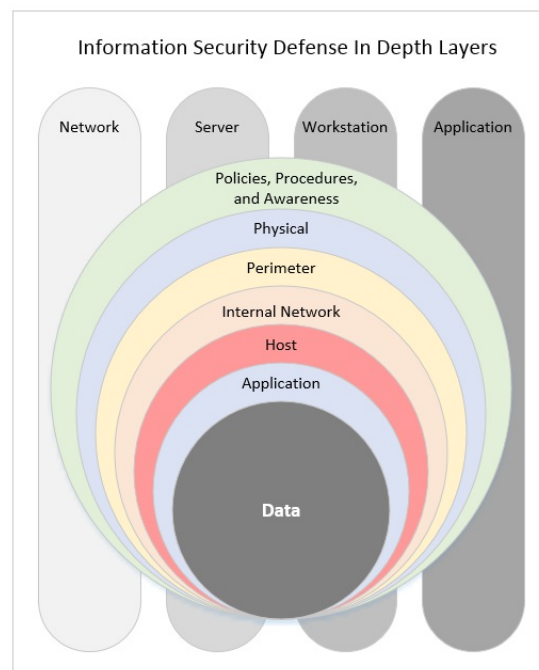 Information Security Defense In Depth Layers
Network
Server
Workstation
Application
Policies, Procedures,
and Awareness
Physical
Perimeter
Internal Network
Host
Application
Data